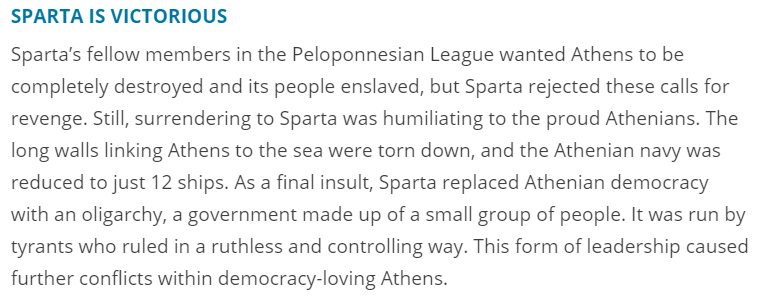 SPARTA IS VICTORIOUS
Sparta’s fellow members in the Peloponnesian League wanted Athens to be
completely destroyed and its people enslaved, but Sparta rejected these calls for
revenge. Still, surrendering to Sparta was humiliating to the proud Athenians. The
long walls linking Athens to the sea were torn down, and the Athenian navy was
reduced to just 12 ships. As a final insult, Sparta replaced Athenian democracy
with an oligarchy, a government made up of a small group of people. It was run by
tyrants who ruled in a ruthless and controlling way. This form of leadership caused
further conflicts within democracy-loving Athens.